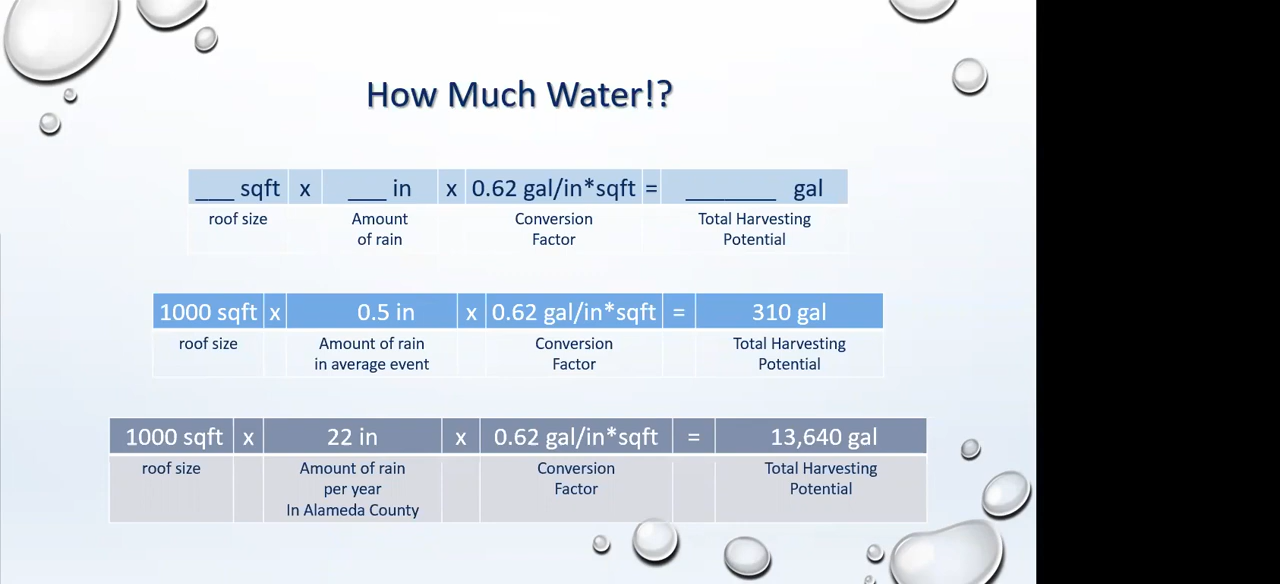 How Much Water!?
___ sqft x ___ in x 0.62 gal/in*sqft = _______ gal
roof size Amount Conversion Total Harvesting
of rain Factor Potential
1000 sqft x 0.5 in x 0.62 gal/in*sqft = 310 gal
roof size Amount of rain Conversion Total Harvesting
in average event Factor Potential
1000 sqft x 22 in x 0.62 gal/in*sqft = 13,640 gal
roof size Amount of rain Conversion Total Harvesting
per year Factor Potential
In Alameda County